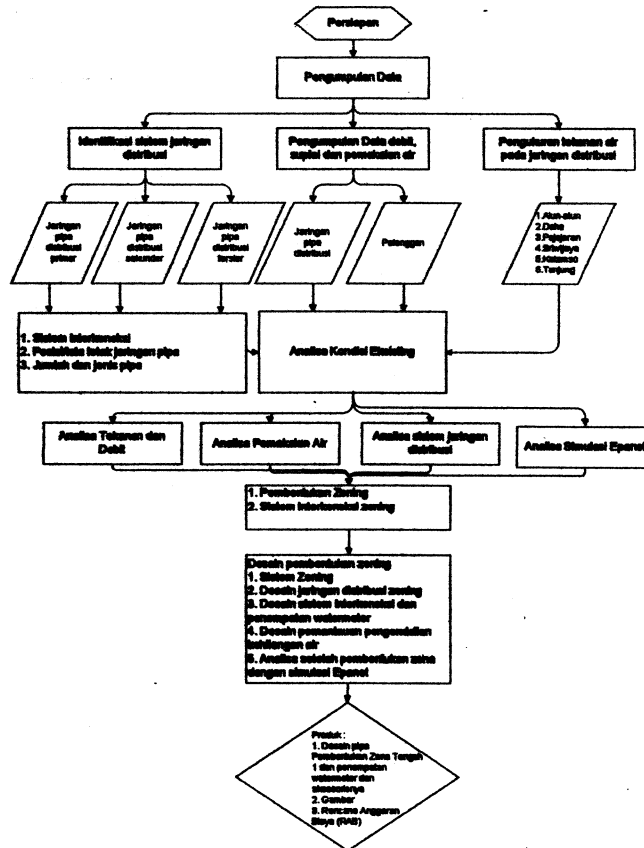 Persiapan
Pengumpulan Data
Identifikasi sistem jaringan
distribusi
Pengumpulan Data debit,
suplai dan pemakaian air
Pengukuran tekanan air
pada jaringan distribusi
Jaringan
pipa
distribusi
primer
Jaringan
pipa
distribusi
sekunder
Jaringan
pipa
distribusi
tersier
Jaringan
pipa
distribusi
Pelanggan
1.Alun-alun
2.Daha
3.Pajajaran
4.Sriwijaya
5.Katamso
6.Tanjung
1. Sistem Interkoneksi
2. Posisi/tata letak jaringan pipa
3. Jumlah dan jenis pipa
Analisa Kondisi Eksisting
Analisa Tekanan dan
Debit
Analisa Pemakaian Air
Analisa sistem jaringan
distribusi
Analisa Simulasi Epanet
1. Pembentukan Zoning
2. Sistem Interkoneksi zoning
Desain pembentukan zoning
1. Sistem Zoning
2. Desain jaringan distribusi zoning
3. Desain sistem interkoneksi dan
penempatan watermeter
4. Desain pemantauan pengendalian
kehilangan air
5. Analisa setelah pembentukan zona
dengan simulasi Epanet
Produk :
1. Desain pipa
Pembentukan Zona Tengah
1 dan penempatan
watermeter dan
aksesorisnya
2. Gambar
3. Rencana Anggaran
Biaya (RAB)